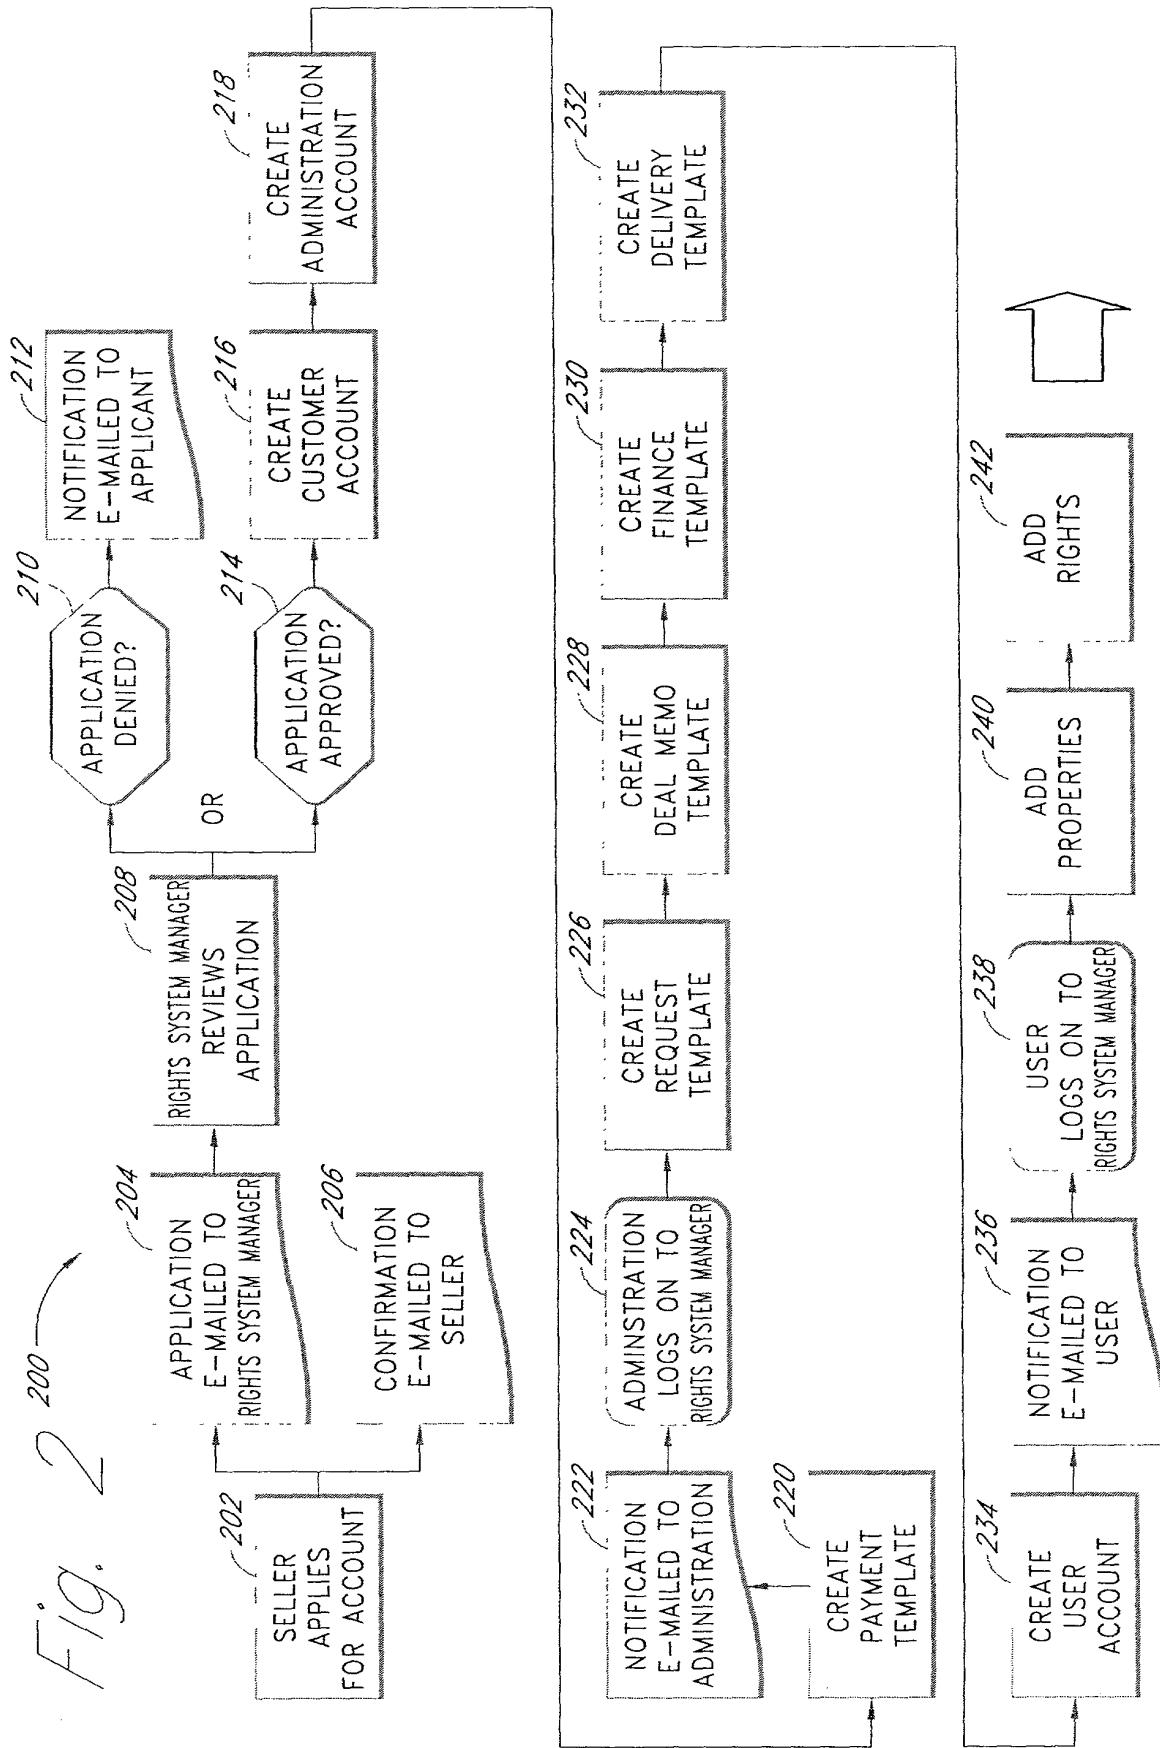 Fig. 2
200
202
SELLER
APPLIES
FOR ACCOUNT
204
APPLICATION
E-MAILED TO
RIGHTS SYSTEM MANAGER
206
CONFIRMATION
E-MAILED TO
SELLER
208
RIGHTS SYSTEM MANAGER
REVIEWS
APPLICATION
OR
210
APPLICATION
DENIED?
212
NOTIFICATION
E-MAILED TO
APPLICANT
214
APPLICATION
APPROVED?
216
CREATE
CUSTOMER
ACCOUNT
218
CREATE
ADMINISTRATION
ACCOUNT
220
CREATE
PAYMENT
TEMPLATE
222
NOTIFICATION
E-MAILED TO
ADMINISTRATION
224
ADMINSTRATION
LOGS ON TO
RIGHTS SYSTEM MANAGER
226
CREATE
REQUEST
TEMPLATE
228
CREATE
DEAL MEMO
TEMPLATE
230
CREATE
FINANCE
TEMPLATE
232
CREATE
DELIVERY
TEMPLATE
234
CREATE
USER
ACCOUNT
236
NOTIFICATION
E-MAILED TO
USER
238
USER
LOGS ON TO
RIGHTS SYSTEM MANAGER
240
ADD
PROPERTIES
242
ADD
RIGHTS